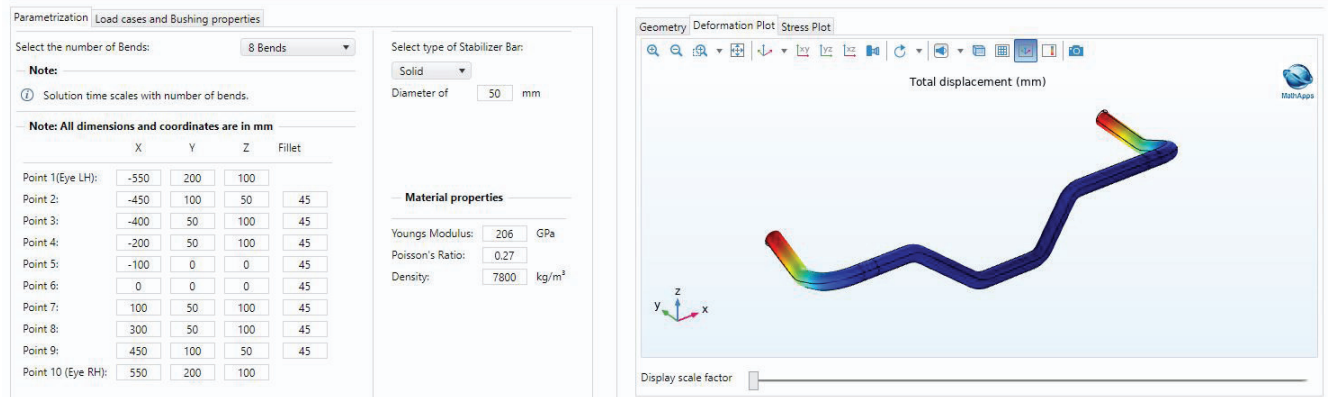 Parametrization Load cases and Bushing properties
Select the number of Bends: 8 Bends
Note:
Solution time scales with number of bends.
Note: All dimensions and coordinates are in mm
X Y Z Fillet
Point 1(Eye LH): -550 200 100
Point 2: -450 100 50 45
Point 3: -400 50 100 45
Point 4: -200 50 100 45
Point 5: -100 0 0 45
Point 6: 0 0 0 45
Point 7: 100 50 100 45
Point 8: 300 50 100 45
Point 9: 450 100 50 45
Point 10 (Eye RH): 550 200 100
Select type of Stabilizer Bar:
Solid
Diameter of 50 mm
Material properties
Youngs Modulus: 206 GPa
Poisson's Ratio: 0.27
Density: 7800 kg/m³
Geometry Deformation Plot Stress Plot
xy yz xz
Total displacement (mm)
MathApps
z
y x
Display scale factor